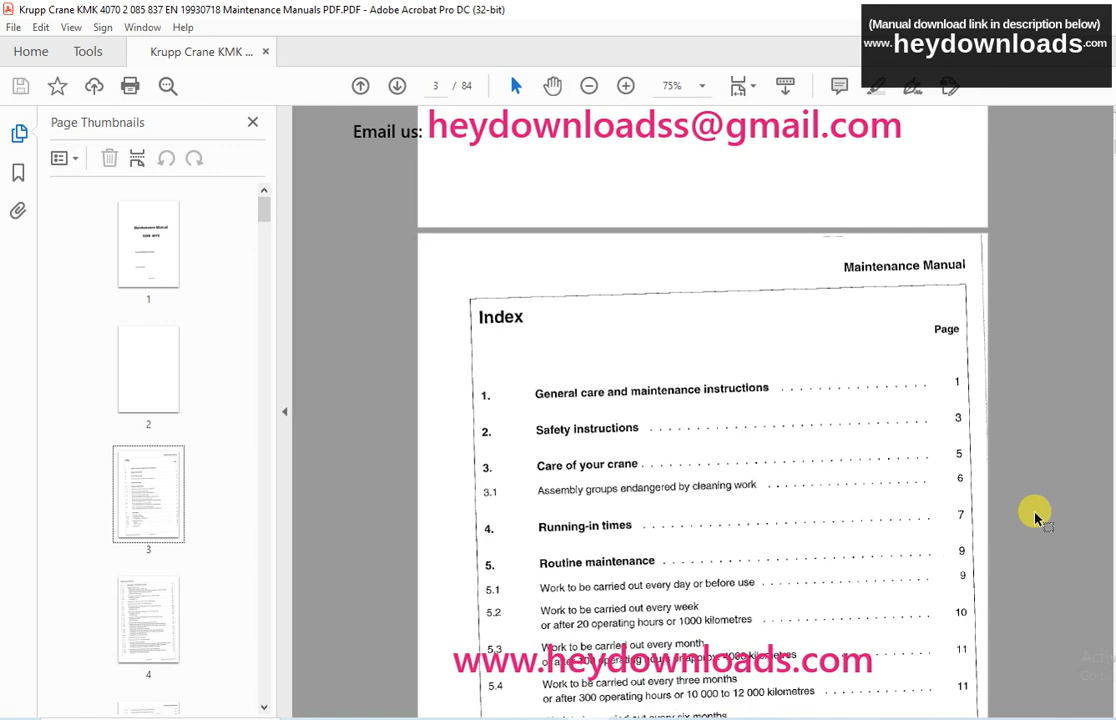 Krupp Crane KMK 4070 2 085 837 EN 19930718 Maintenance Manuals PDF.PDF - Adobe Acrobat Pro DC (32-bit)
(Manual download link in description below)
www.heydownloads.com
File Edit View Sign Window Help
Home Tools Krupp Crane KMK ... ×
3 / 84 75%
Page Thumbnails
Email us: heydownloadss@gmail.com
Maintenance Manual
1
2
3
4
Maintenance Manual
Index
Page
1. General care and maintenance instructions 1
2. Safety instructions 3
3. Care of your crane 5
3.1 Assembly groups endangered by cleaning work 6
4. Running-in times 7
5. Routine maintenance 9
5.1 Work to be carried out every day or before use 9
5.2 Work to be carried out every week
or after 20 operating hours or 1000 kilometres 10
5.3 Work to be carried out every month
operating hours 11
www.heydownloads.com
5.4 Work to be carried out every three months
or after 300 operating hours or 10 000 to 12 000 kilometres 11